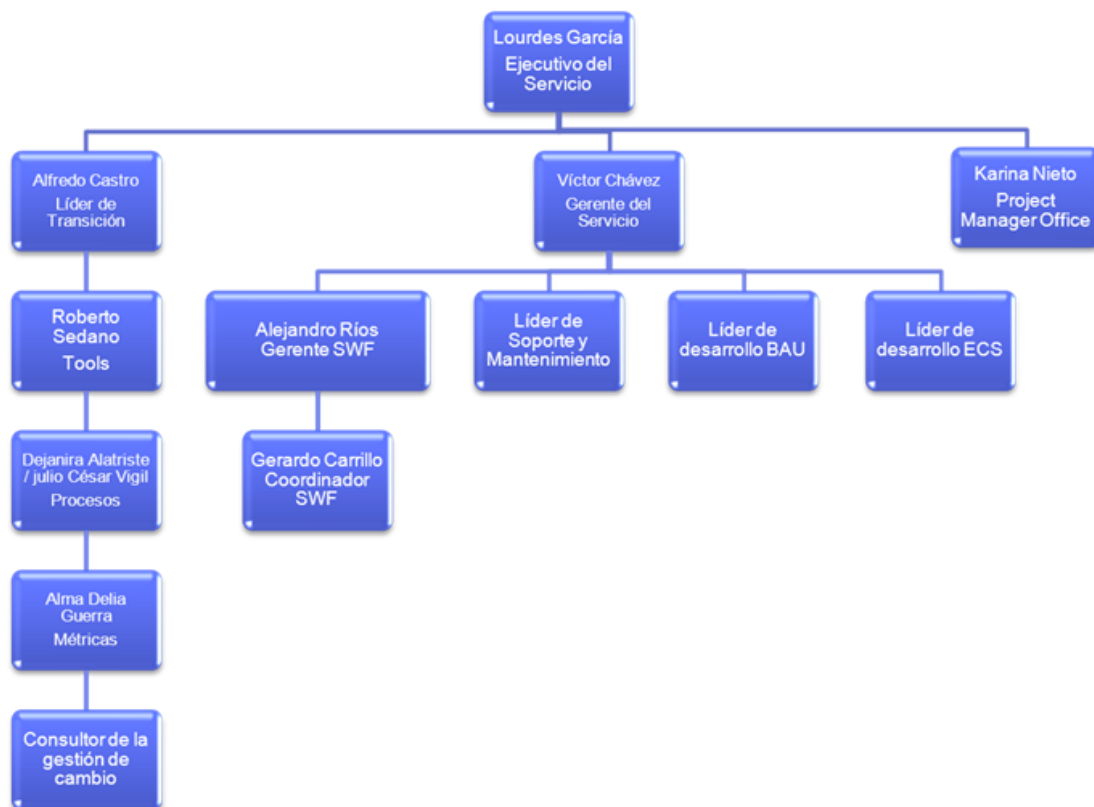 Lourdes García
Ejecutivo del
Servicio
Alfredo Castro
Líder de
Transición
Víctor Chávez
Gerente del
Servicio
Karina Nieto
Project
Manager Office
Roberto
Sedano
Tools
Alejandro Ríos
Gerente SWF
Líder de
Soporte y
Mantenimiento
Líder de
desarrollo BAU
Líder de
desarrollo ECS
Dejanira Alatriste
/ julio César Vigil
Procesos
Gerardo Carrillo
Coordinador
SWF
Alma Delia
Guerra
Métricas
Consultor de la
gestión de
cambio